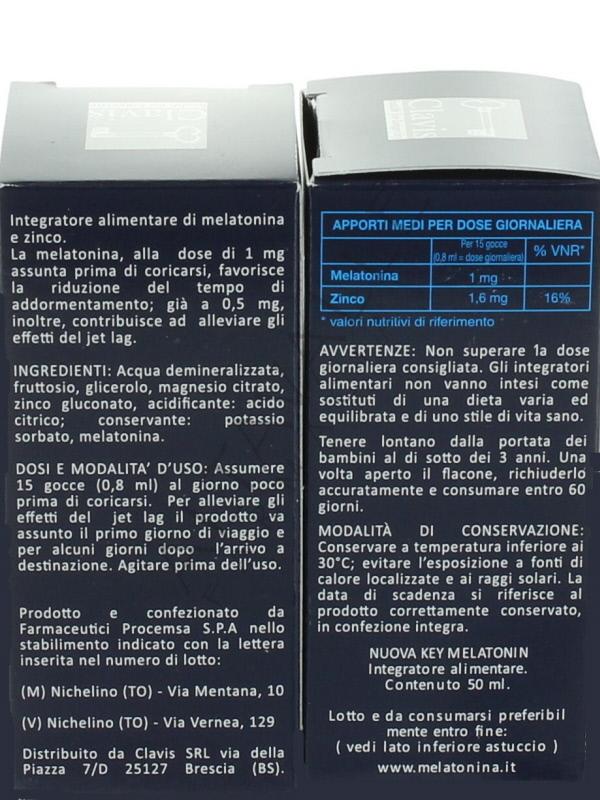 Clavis
Integratore alimentare di melatonina
e zinco.
La melatonina, alla dose di 1 mg
assunta prima di coricarsi, favorisce
la riduzione del tempo di
addormentamento; già a 0,5 mg,
inoltre, contribuisce ad alleviare gli
effetti del jet lag.
INGREDIENTI: Acqua demineralizzata,
fruttosio, glicerolo, magnesio citrato,
zinco gluconato, acidificante: acido
citrico; conservante: potassio
sorbato, melatonina.
DOSI E MODALITA’ D’USO: Assumere
15 gocce (0,8 ml) al giorno poco
prima di coricarsi. Per alleviare gli
effetti del jet lag il prodotto va
assunto il primo giorno di viaggio e
per alcuni giorni dopo l’arrivo a
destinazione. Agitare prima dell’uso.
Prodotto e confezionato da
Farmaceutici Procemsa S.P.A nello
stabilimento indicato con la lettera
inserita nel numero di lotto:
(M) Nichelino (TO) - Via Mentana, 10
(V) Nichelino (TO) - Via Vernea, 129
Distribuito da Clavis SRL via della
Piazza 7/D 25127 Brescia (BS).
Clavis
APPORTI MEDI PER DOSE GIORNALIERA
Per 15 gocce
(0,8 ml = dose giornaliera) % VNR*
Melatonina 1 mg
Zinco 1,6 mg 16%
* valori nutritivi di riferimento
AVVERTENZE: Non superare 1a dose
giornaliera consigliata. Gli integratori
alimentari non vanno intesi come
sostituti di una dieta varia ed
equilibrata e di uno stile di vita sano.
Tenere lontano dalla portata dei
bambini al di sotto dei 3 anni. Una
volta aperto il flacone, richiuderlo
accuratamente e consumare entro 60
giorni.
MODALITÀ DI CONSERVAZIONE:
Conservare a temperatura inferiore ai
30°C; evitare l’esposizione a fonti di
calore localizzate e ai raggi solari. La
data di scadenza si riferisce al
prodotto correttamente conservato,
in confezione integra.
NUOVA KEY MELATONIN
Integratore alimentare.
Contenuto 50 ml.
Lotto e da consumarsi preferibil
mente entro fine:
( vedi lato inferiore astuccio )
www.melatonina.it